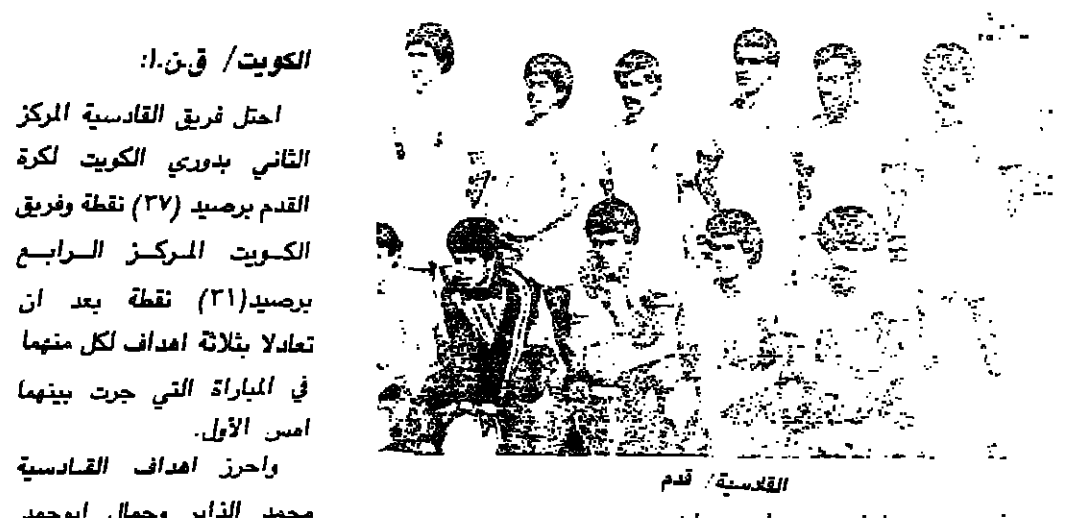 الكويت/ ق.ن.ا:
احتل فريق القادسية المركز
الثاني بدوري الكويت لكرة
القدم برصيد (٣٧) نقطة وفريق
الكويت المركز الرابع
برصيد(٣١) نقطة بعد ان
تعادلا بثلاثة اهداف لكل منهما
في المباراة التي جرت بينهما
امس الأول.
واحرز اهداف القادسية
محمد وجمال
القادسية/ قدم